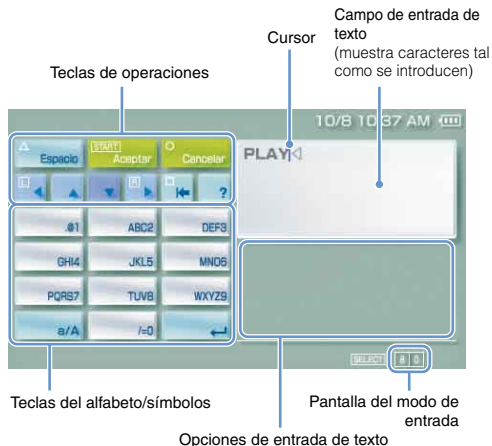 Campo de entrada de
texto
(muestra caracteres tal
como se introducen)
Cursor
Teclas de operaciones
10/8 10:37 AM
Espacio
START
Aceptar
Cancelar
PLAY
L
R
?
.@1
ABC2
DEF3
GHI4
JKL5
MNO6
PQRS7
TUV8
WXYZ9
a/A
/=0
SELECT
Teclas del alfabeto/símbolos
Pantalla del modo de
entrada
Opciones de entrada de texto